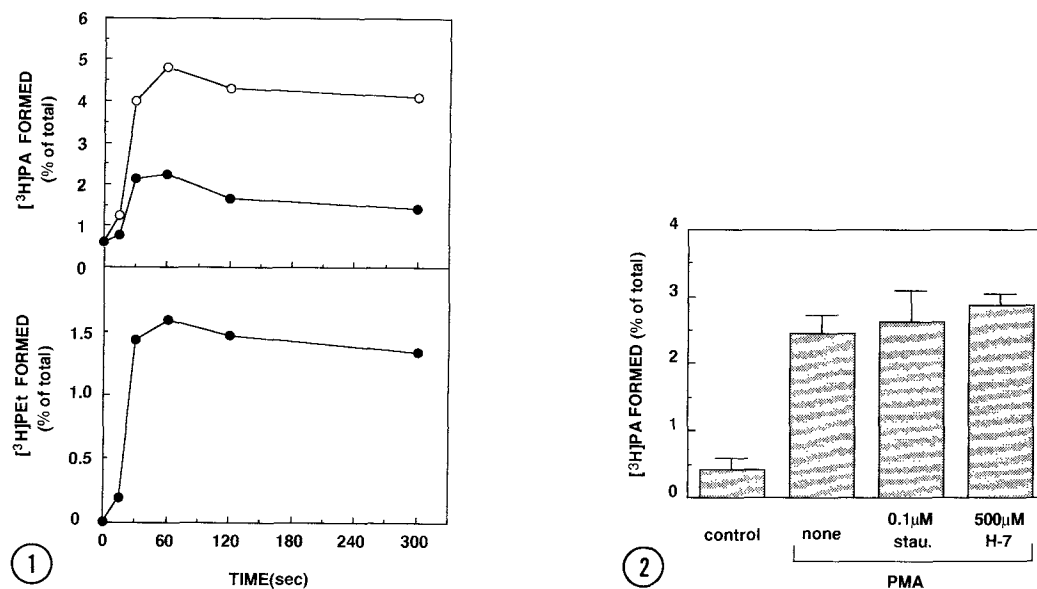 6
5
4
3
2
1
0
[³H]PA FORMED
(% of total)
1.5
1.0
0.5
0
[³H]PEt FORMED
(% of total)
0 60 120 180 240 300
TIME(sec)
1
4
3
2
1
0
[³H]PA FORMED (% of total)
control none 0.1µM stau. 500µM H-7
PMA
2